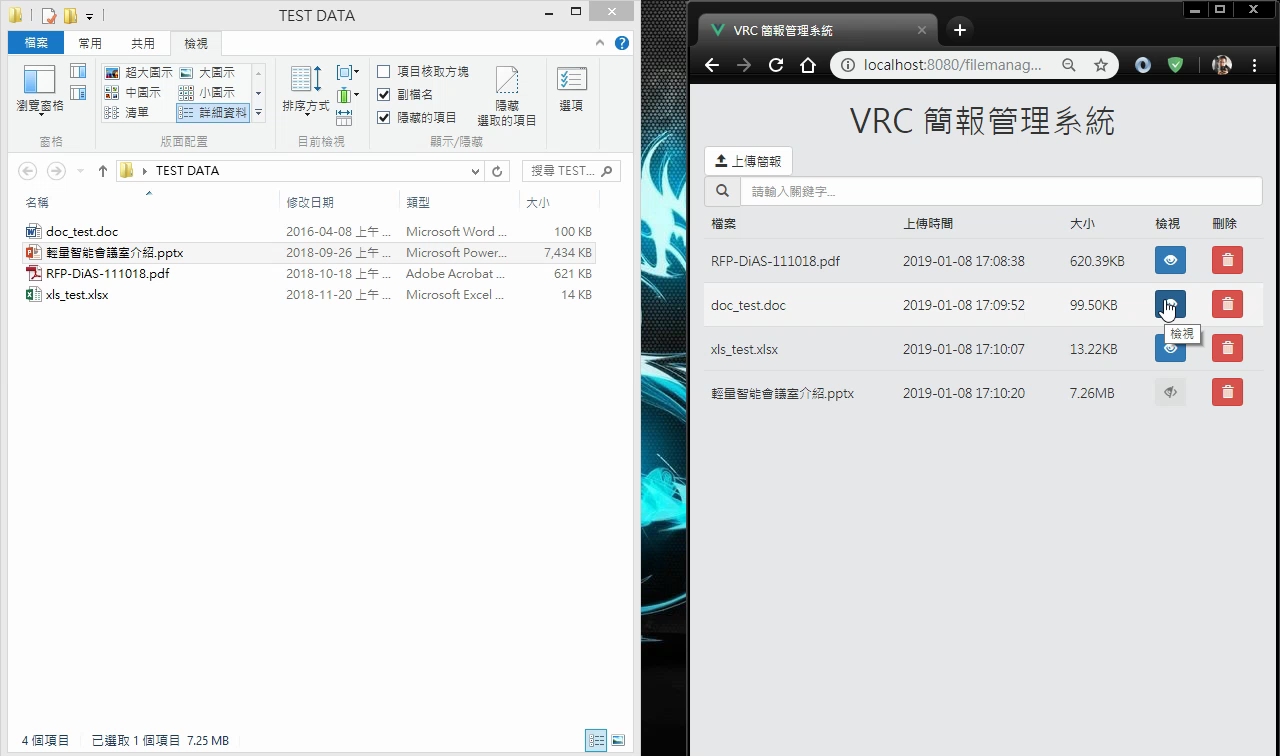 TEST DATA
檔案 常用 共用 檢視
瀏覽窗格
窗格
超大圖示 大圖示
中圖示 小圖示
清單 詳細資料
版面配置
排序方式
目前檢視
項目核取方塊
副檔名
隱藏的項目
隱藏
選取的項目
顯示/隱藏
選項
TEST DATA
搜尋 TEST...
名稱 修改日期 類型 大小
doc_test.doc 2016-04-08 上午 ... Microsoft Word ... 100 KB
輕量智能會議室介紹.pptx 2018-09-26 上午 ... Microsoft Power... 7,434 KB
RFP-DiAS-111018.pdf 2018-10-18 上午 ... Adobe Acrobat ... 621 KB
xls_test.xlsx 2018-11-20 上午 ... Microsoft Excel ... 14 KB
4 個項目 已選取 1 個項目 7.25 MB
VRC 簡報管理系統
localhost:8080/filemanag...
VRC 簡報管理系統
上傳簡報
請輸入關鍵字...
檔案 上傳時間 大小 檢視 刪除
RFP-DiAS-111018.pdf 2019-01-08 17:08:38 620.39KB
doc_test.doc 2019-01-08 17:09:52 99.50KB
檢視
xls_test.xlsx 2019-01-08 17:10:07 13.22KB
輕量智能會議室介紹.pptx 2019-01-08 17:10:20 7.26MB